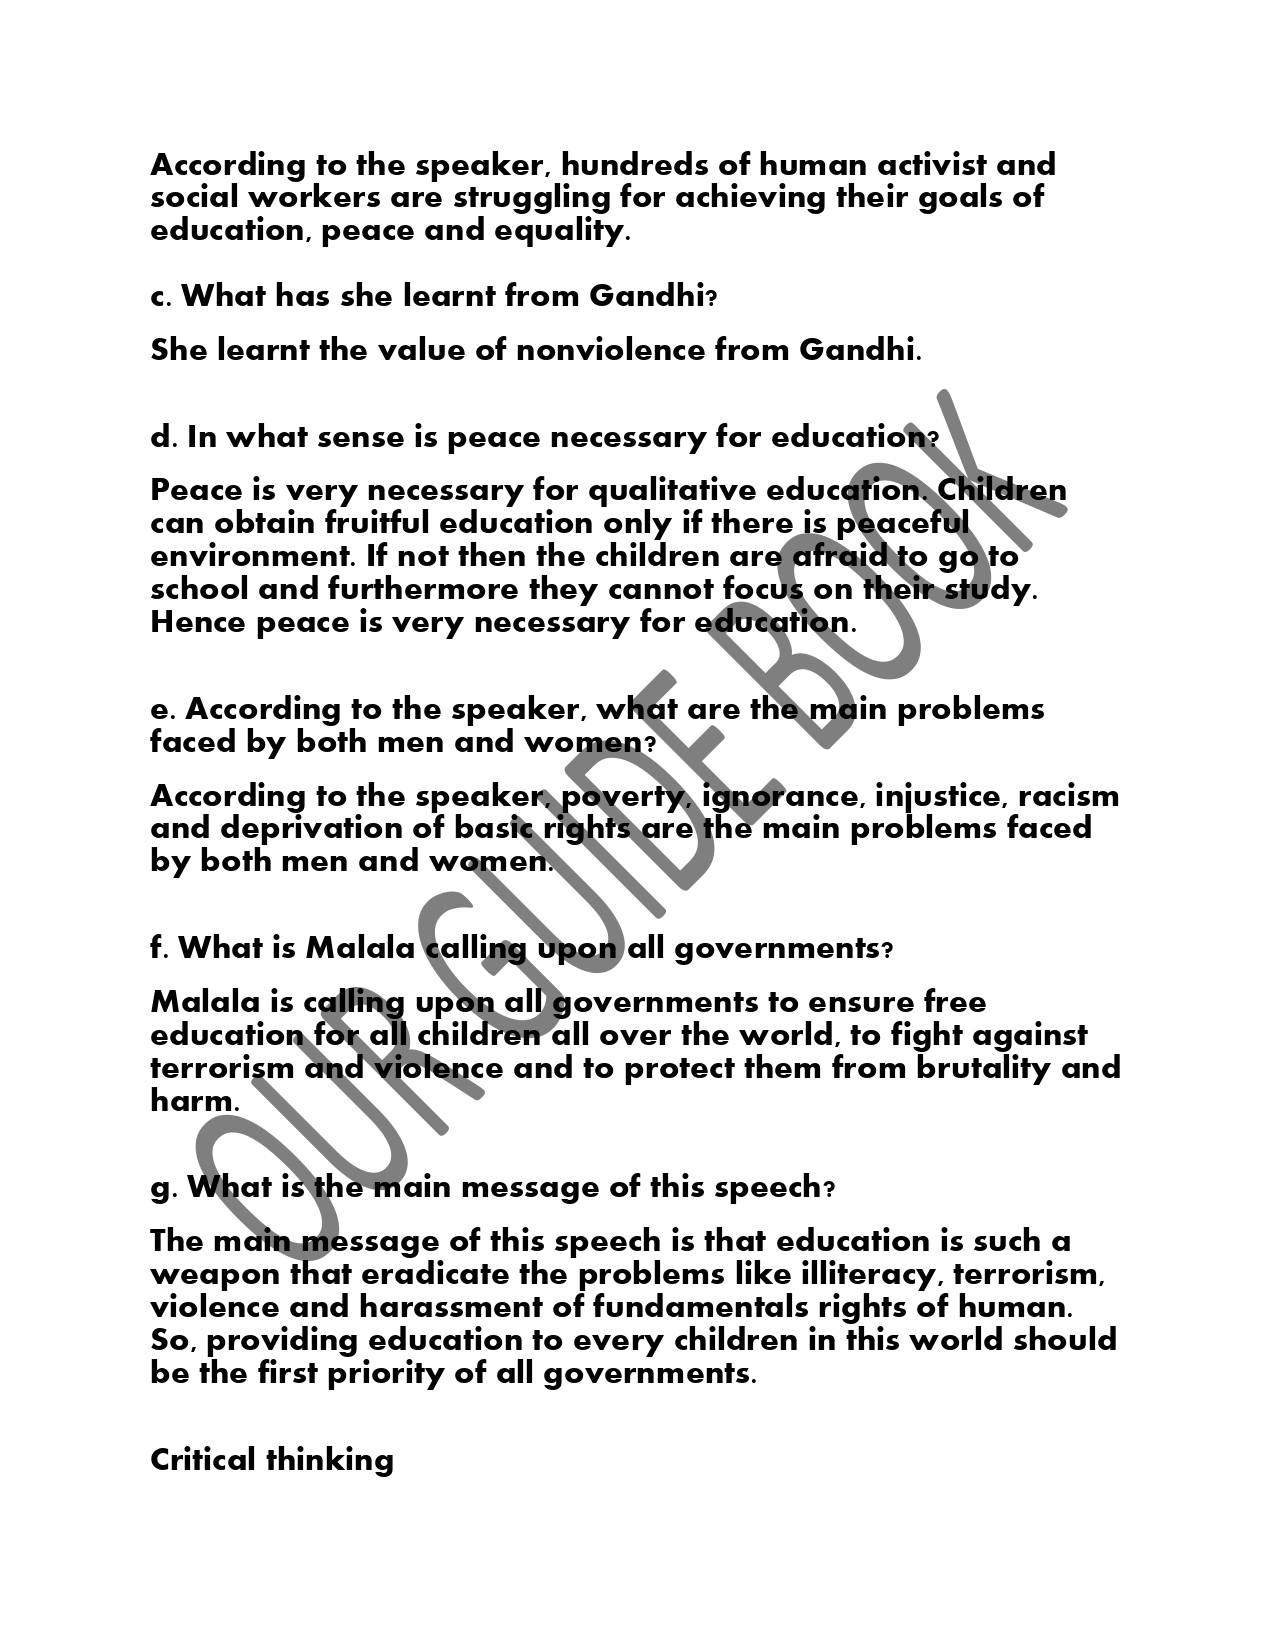 According to the speaker, hundreds of human activist and
social workers are struggling for achieving their goals of
education, peace and equality.
c. What has she learnt from Gandhi?
She learnt the value of nonviolence from Gandhi.
d. In what sense is peace necessary for education?
Peace is very necessary for qualitative education. Children
can obtain fruitful education only if there is peaceful
environment. If not then the children are afraid to go to
school and furthermore they cannot focus on their study.
Hence peace is very necessary for education.
e. According to the speaker, what are the main problems
faced by both men and women?
According to the speaker, poverty, ignorance, injustice, racism
and deprivation of basic rights are the main problems faced
by both men and women.
f. What is Malala calling upon all governments?
Malala is calling upon all governments to ensure free
education for all children all over the world, to fight against
terrorism and violence and to protect them from brutality and
harm.
g. What is the main message of this speech?
The main message of this speech is that education is such a
weapon that eradicate the problems like illiteracy, terrorism,
violence and harassment of fundamentals rights of human.
So, providing education to every children in this world should
be the first priority of all governments.
Critical thinking
OUR GUIDE BOOK